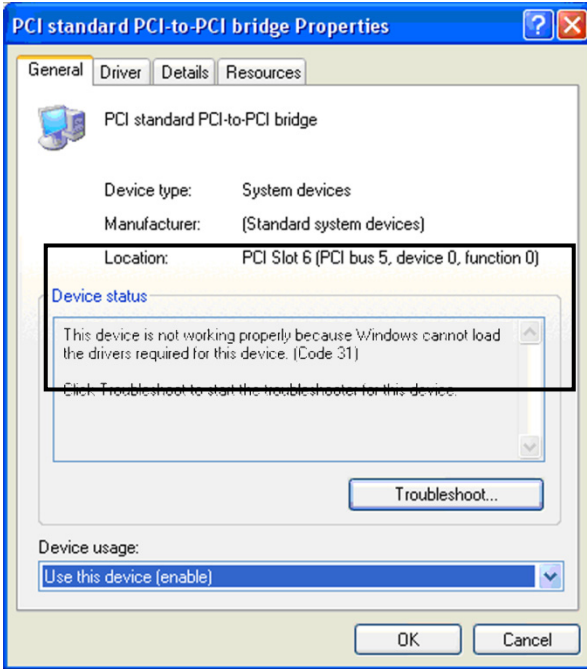 PCI standard PCI-to-PCI bridge Properties
General Driver Details Resources
PCI standard PCI-to-PCI bridge
Device type: System devices
Manufacturer: (Standard system devices)
Location: PCI Slot 6 (PCI bus 5, device 0, function 0)
Device status
This device is not working properly because Windows cannot load
the drivers required for this device. (Code 31)
Click Troubleshoot to start the troubleshooter for this device.
Troubleshoot...
Device usage:
Use this device (enable)
OK Cancel